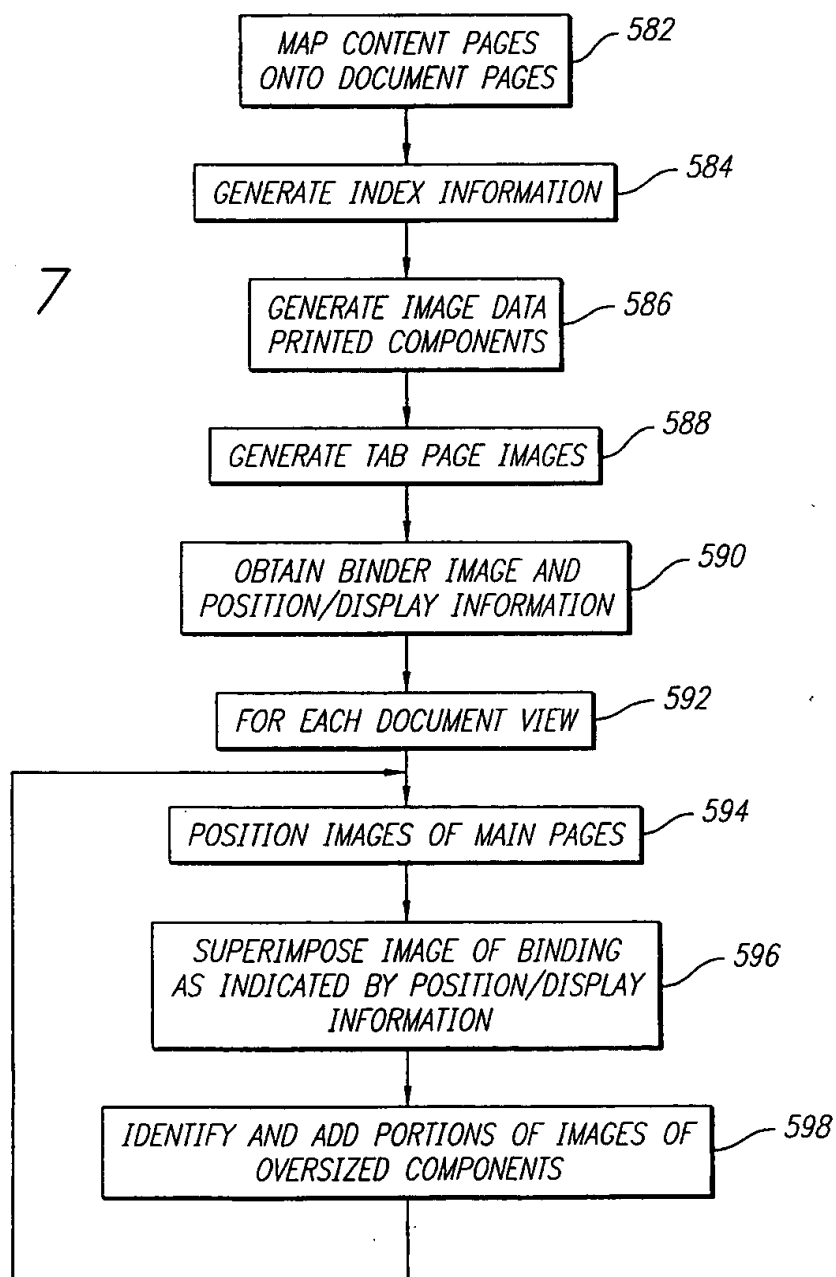 MAP CONTENT PAGES
ONTO DOCUMENT PAGES
582
GENERATE INDEX INFORMATION
584
7
GENERATE IMAGE DATA
PRINTED COMPONENTS
586
GENERATE TAB PAGE IMAGES
588
OBTAIN BINDER IMAGE AND
POSITION/DISPLAY INFORMATION
590
FOR EACH DOCUMENT VIEW
592
POSITION IMAGES OF MAIN PAGES
594
SUPERIMPOSE IMAGE OF BINDING
AS INDICATED BY POSITION/DISPLAY
INFORMATION
596
IDENTIFY AND ADD PORTIONS OF IMAGES OF
OVERSIZED COMPONENTS
598